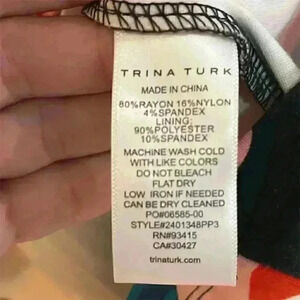 TRINA TURK
MADE IN CHINA
80%RAYON 16%NYLON
4%SPANDEX
LINING:
90%POLYESTER
10%SPANDEX
MACHINE WASH COLD
WITH LIKE COLORS
DO NOT BLEACH
FLAT DRY
LOW IRON IF NEEDED
CAN BE DRY CLEANED
PO#06585-00
STYLE#2401348PP3
RN#93415
CA#30427
trinaturk.com